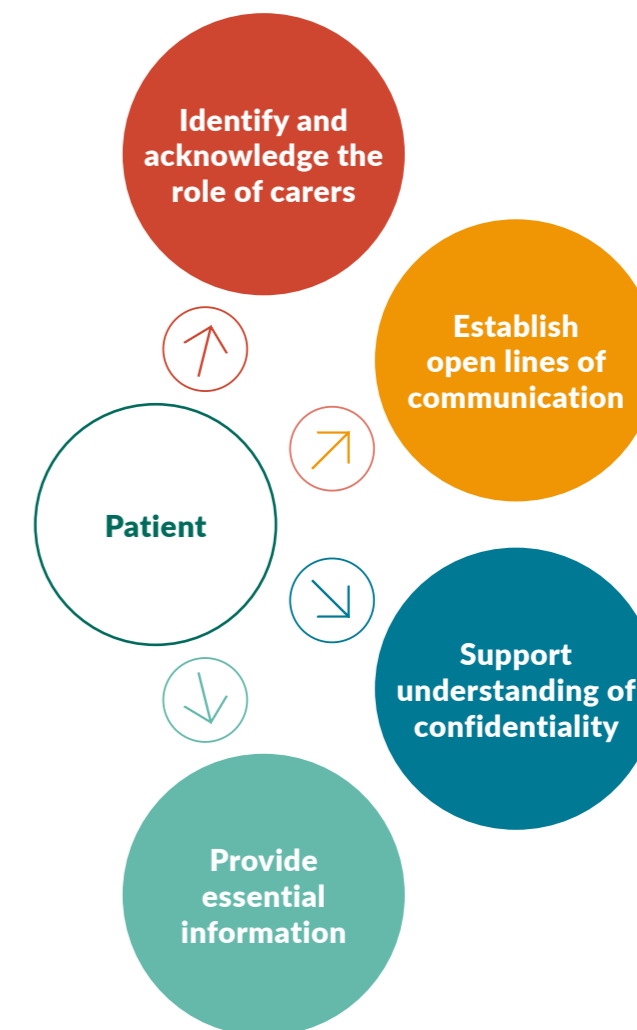 Identify and
acknowledge the
role of carers
Establish
open lines of
communication
Patient
Support
understanding of
confidentiality
Provide
essential
information